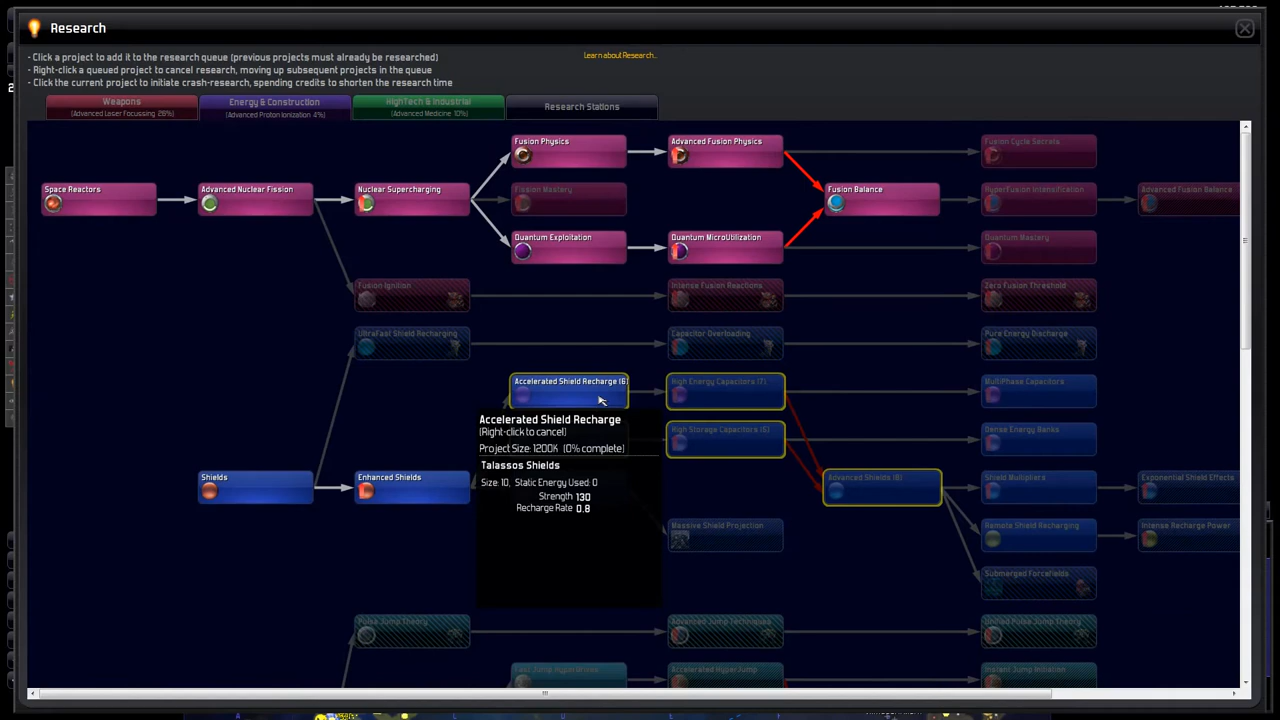 Research
- Click a project to add it to the research queue (previous projects must already be researched)
- Right-click a queued project to cancel research, moving up subsequent projects in the queue
- Click the current project to initiate crash-research, spending credits to shorten the research time
Learn about Research..
Weapons
(Advanced Laser Focussing 28%)
Energy & Construction
(Advanced Proton Ionization 4%)
HighTech & Industrial
(Advanced Medicine 10%)
Research Stations
Fusion Physics
Advanced Fusion Physics
Fusion Cycle Secrets
Space Reactors
Advanced Nuclear Fission
Nuclear Supercharging
Fission Mastery
Fusion Balance
HyperFusion Intensification
Advanced Fusion Balance
Quantum Exploitation
Quantum MicroUtilization
Quantum Mastery
Fusion Ignition
Intense Fusion Reactions
Zero Fusion Threshold
UltraFast Shield Recharging
Capacitor Overloading
Pure Energy Discharge
Accelerated Shield Recharge (6)
High Energy Capacitors (7)
MultiPhase Capacitors
High Storage Capacitors (5)
Dense Energy Banks
Accelerated Shield Recharge
(Right-click to cancel)
Project Size: 1200K (0% complete)
Talassos Shields
Size: 10, Static Energy Used: 0
Strength 130
Recharge Rate 0.8
Shields
Enhanced Shields
Advanced Shields (8)
Shield Multipliers
Exponential Shield Effects
Massive Shield Projection
Remote Shield Recharging
Intense Recharge Power
Submerged Forcefields
Pulse Jump Theory
Advanced Jump Techniques
Unified Pulse Jump Theory
Fast Jump HyperDrives
Accelerated HyperJump
Instant Jump Initiation